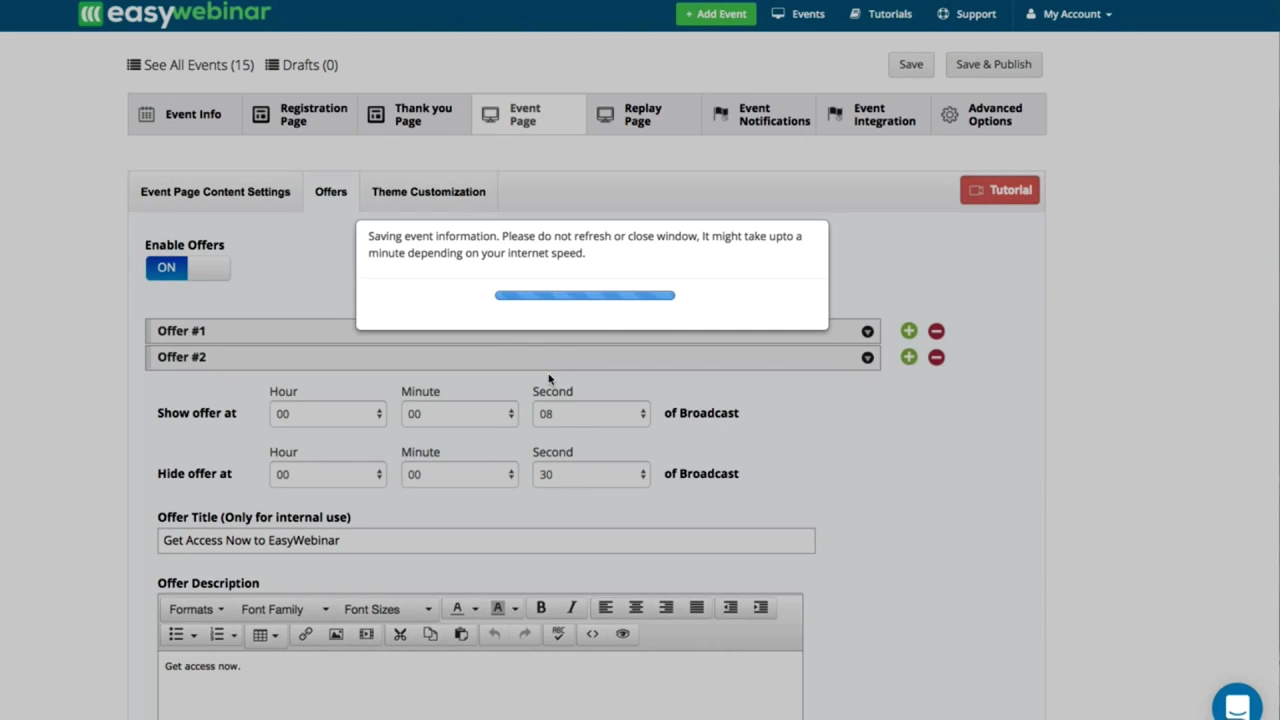 easywebinar
+ Add Event Events Tutorials Support My Account
See All Events (15) Drafts (0) Save Save & Publish
Event Info
Registration Page
Thank you Page
Event Page
Replay Page
Event Notifications
Event Integration
Advanced Options
Event Page Content Settings Offers Theme Customization Tutorial
Enable Offers
ON
Saving event information. Please do not refresh or close window, It might take upto a
minute depending on your internet speed.
Offer #1
Offer #2
Hour Minute Second
Show offer at 00 00 08 of Broadcast
Hour Minute Second
Hide offer at 00 00 30 of Broadcast
Offer Title (Only for internal use)
Get Access Now to EasyWebinar
Offer Description
Formats Font Family Font Sizes A A B I
ABC
Get access now.